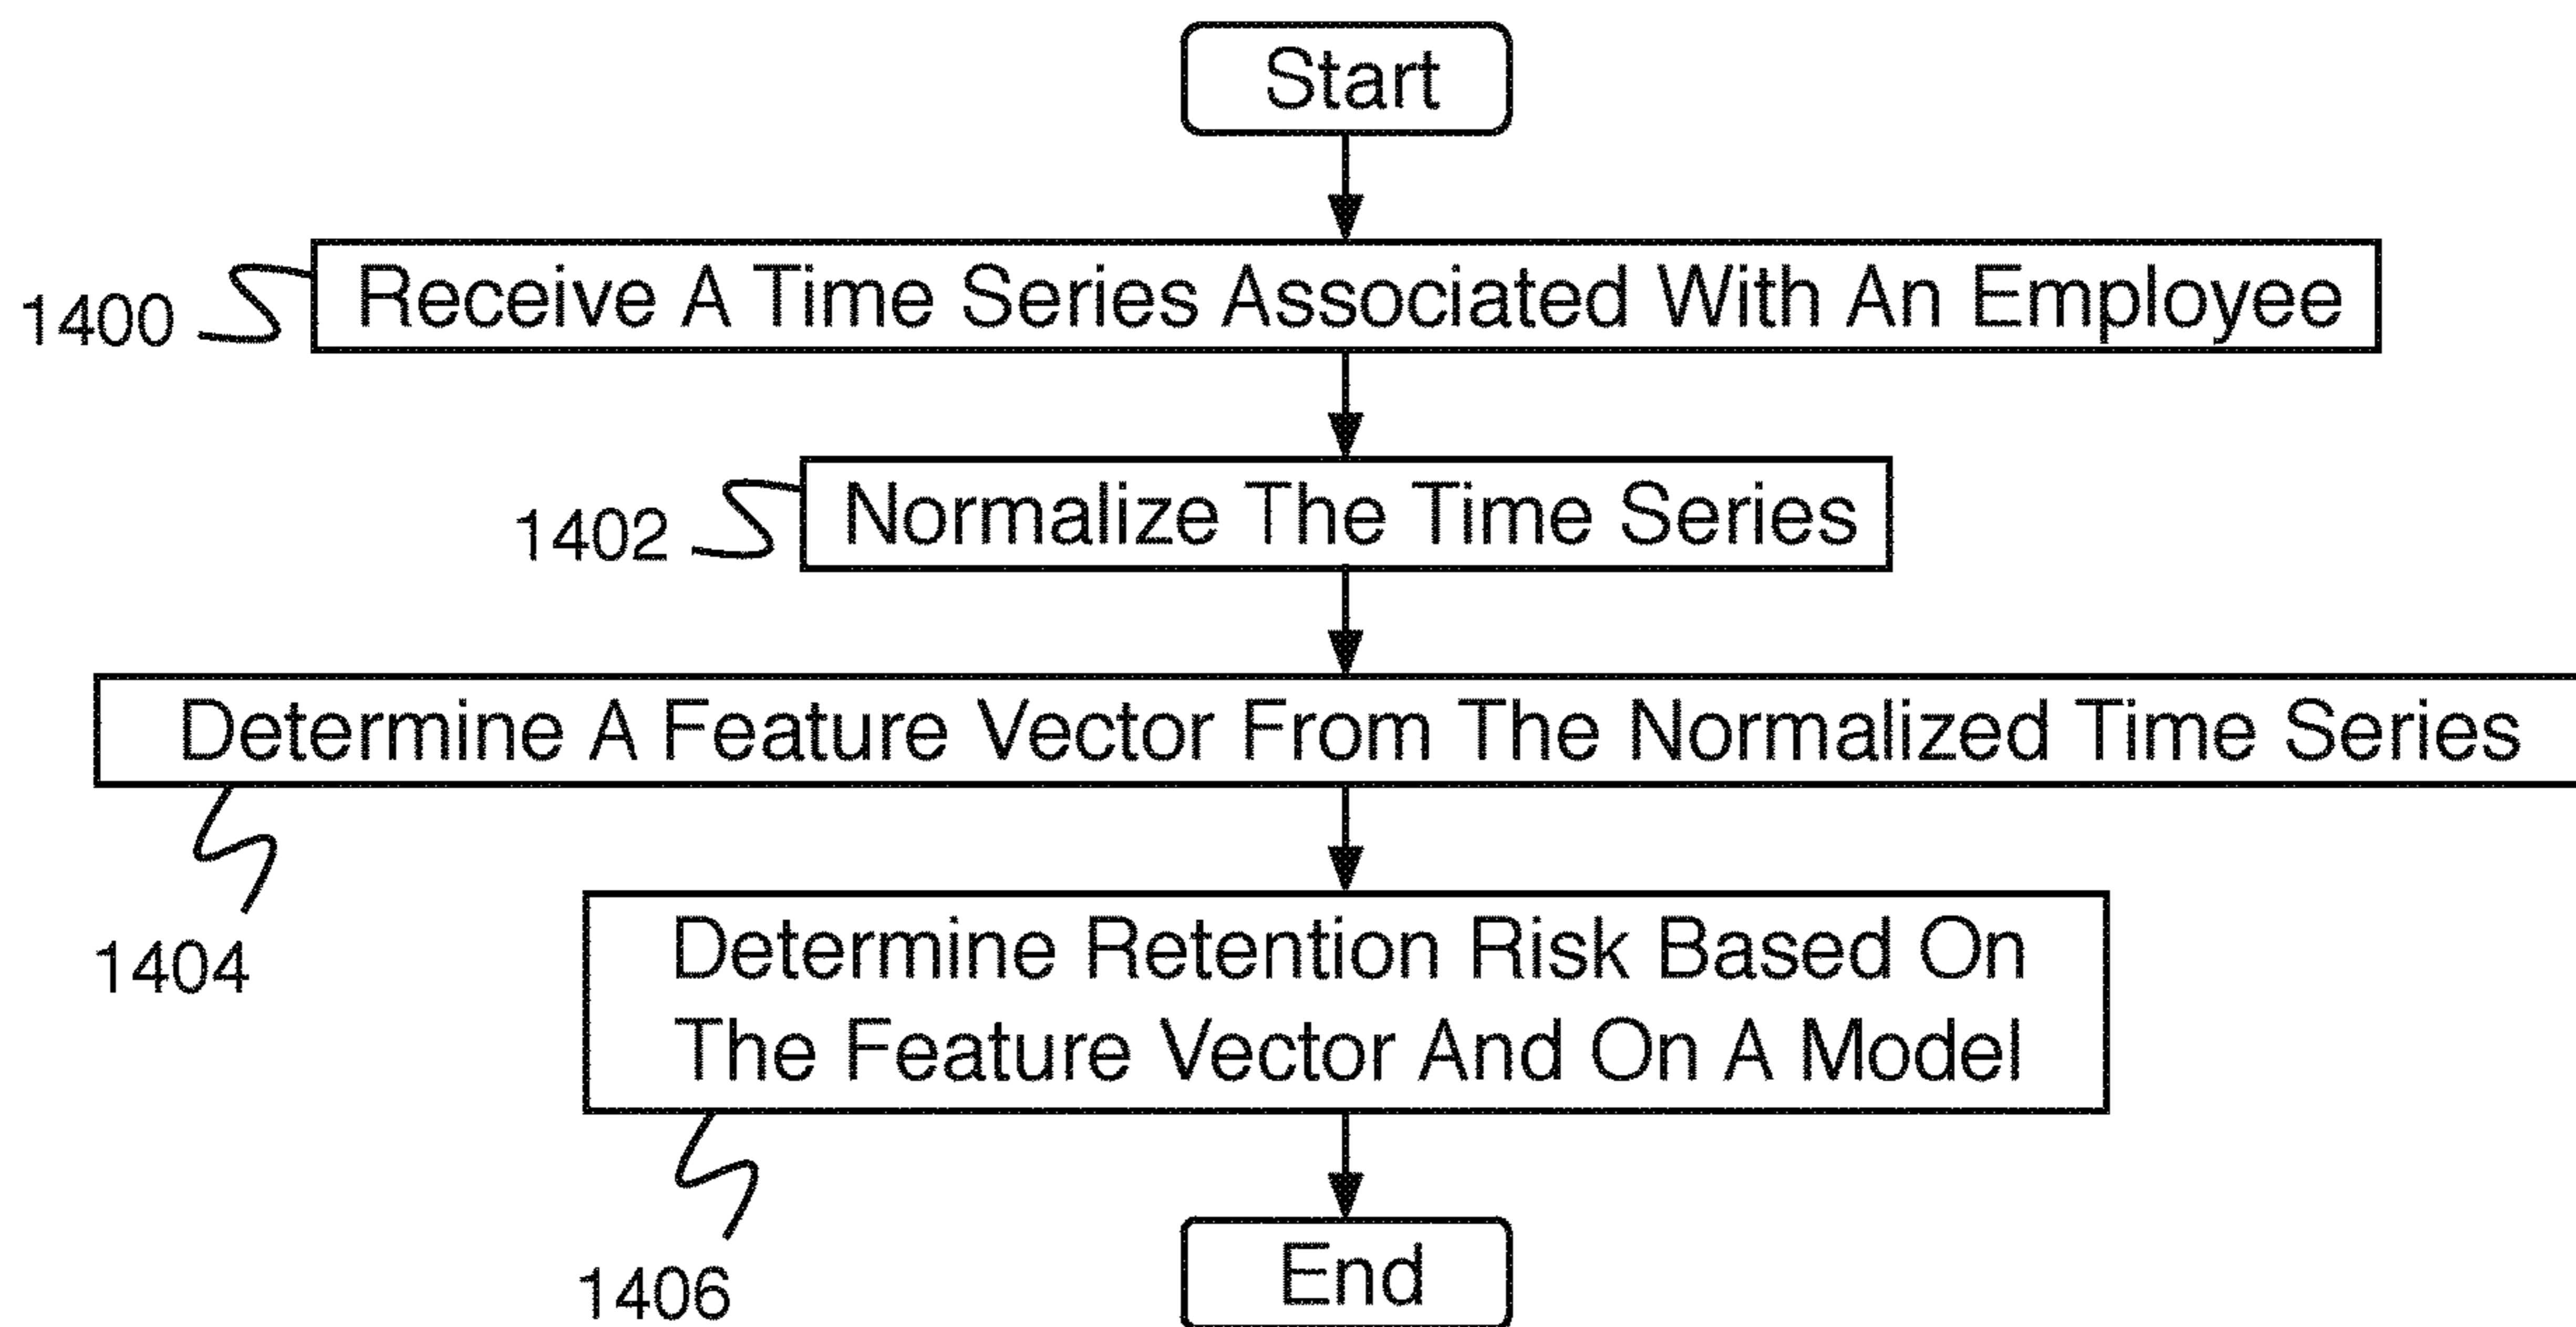 Start
Receive A Time Series Associated With An Employee
1400
Normalize The Time Series
1402
Determine A Feature Vector From The Normalized Time Series
1404
Determine Retention Risk Based On
The Feature Vector And On A Model
1406
End